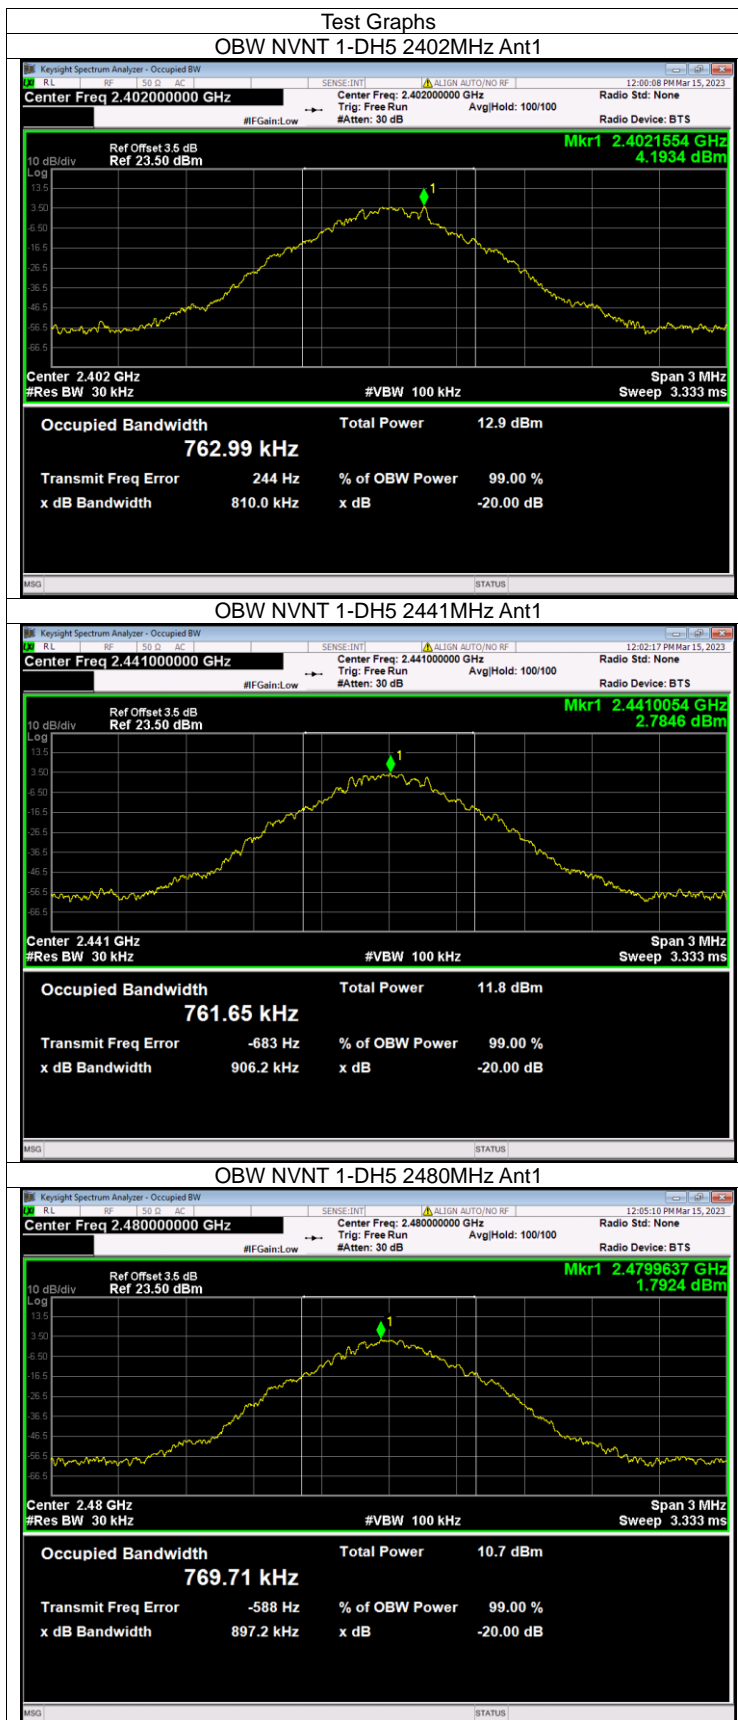 Test Graphs
OBW NVNT 1-DH5 2402MHz Ant1
Keysight Spectrum Analyzer - Occupied BW
RL RF 50 Ω AC SENSE:INT ALIGN AUTO/NO RF 12:00:08 PM Mar 15, 2023
Center Freq 2.402000000 GHz Center Freq: 2.402000000 GHz Radio Std: None
Trig: Free Run Avg|Hold: 100/100
#IFGain:Low #Atten: 30 dB Radio Device: BTS
Mkr1 2.4021554 GHz
Ref Offset 3.5 dB
10 dB/div Ref 23.50 dBm 4.1934 dBm
Log
13.5
1
3.50
-6.50
-16.5
-26.5
-36.5
-46.5
-56.5
-66.5
Center 2.402 GHz Span 3 MHz
#Res BW 30 kHz #VBW 100 kHz Sweep 3.333 ms
Occupied Bandwidth Total Power 12.9 dBm
762.99 kHz
Transmit Freq Error 244 Hz % of OBW Power 99.00 %
x dB Bandwidth 810.0 kHz x dB -20.00 dB
MSG STATUS
OBW NVNT 1-DH5 2441MHz Ant1
Keysight Spectrum Analyzer - Occupied BW
RL RF 50 Ω AC SENSE:INT ALIGN AUTO/NO RF 12:02:17 PM Mar 15, 2023
Center Freq 2.441000000 GHz Center Freq: 2.441000000 GHz Radio Std: None
Trig: Free Run Avg|Hold: 100/100
#IFGain:Low #Atten: 30 dB Radio Device: BTS
Mkr1 2.4410054 GHz
Ref Offset 3.5 dB
10 dB/div Ref 23.50 dBm 2.7846 dBm
Log
13.5
1
3.50
-6.50
-16.5
-26.5
-36.5
-46.5
-56.5
-66.5
Center 2.441 GHz Span 3 MHz
#Res BW 30 kHz #VBW 100 kHz Sweep 3.333 ms
Occupied Bandwidth Total Power 11.8 dBm
761.65 kHz
Transmit Freq Error -683 Hz % of OBW Power 99.00 %
x dB Bandwidth 906.2 kHz x dB -20.00 dB
MSG STATUS
OBW NVNT 1-DH5 2480MHz Ant1
Keysight Spectrum Analyzer - Occupied BW
RL RF 50 Ω AC SENSE:INT ALIGN AUTO/NO RF 12:05:10 PM Mar 15, 2023
Center Freq 2.480000000 GHz Center Freq: 2.480000000 GHz Radio Std: None
Trig: Free Run Avg|Hold: 100/100
#IFGain:Low #Atten: 30 dB Radio Device: BTS
Mkr1 2.4799637 GHz
Ref Offset 3.5 dB
10 dB/div Ref 23.50 dBm 1.7924 dBm
Log
13.5
1
3.50
-6.50
-16.5
-26.5
-36.5
-46.5
-56.5
-66.5
Center 2.48 GHz Span 3 MHz
#Res BW 30 kHz #VBW 100 kHz Sweep 3.333 ms
Occupied Bandwidth Total Power 10.7 dBm
769.71 kHz
Transmit Freq Error -588 Hz % of OBW Power 99.00 %
x dB Bandwidth 897.2 kHz x dB -20.00 dB
MSG STATUS